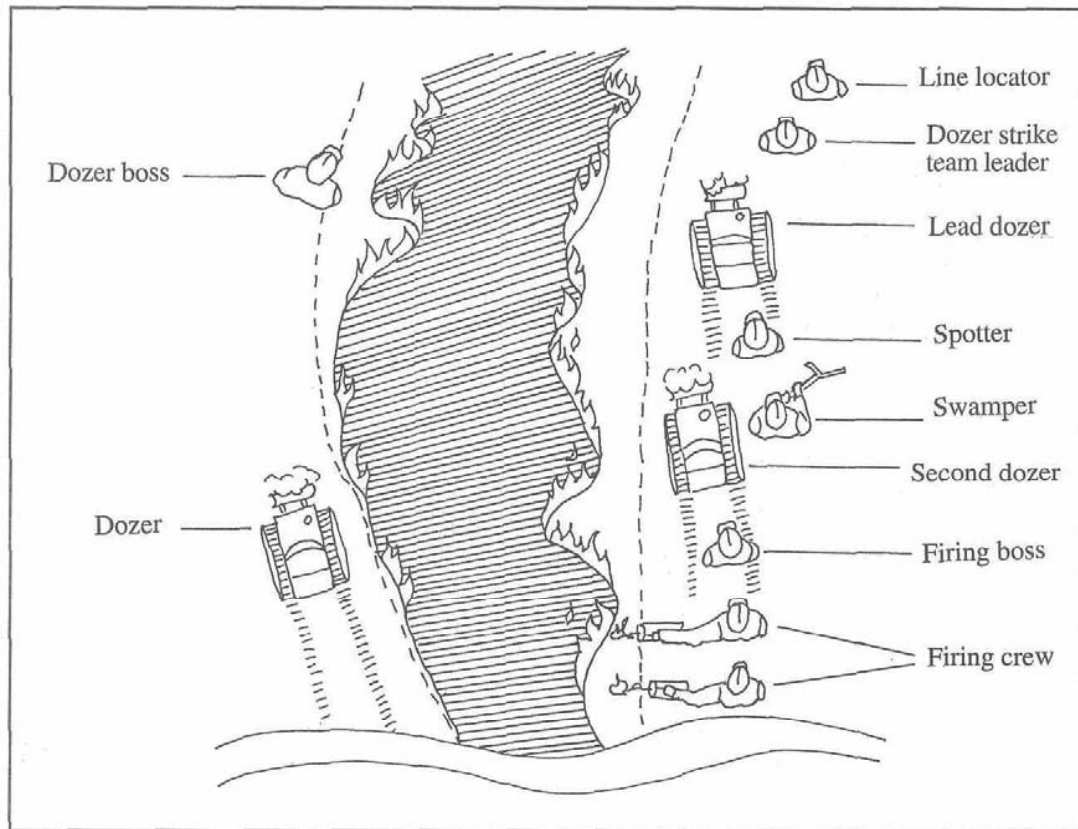 Line locator
Dozer boss
Dozer strike
team leader
Lead dozer
Spotter
Swamper
Second dozer
Dozer
Firing boss
Firing crew